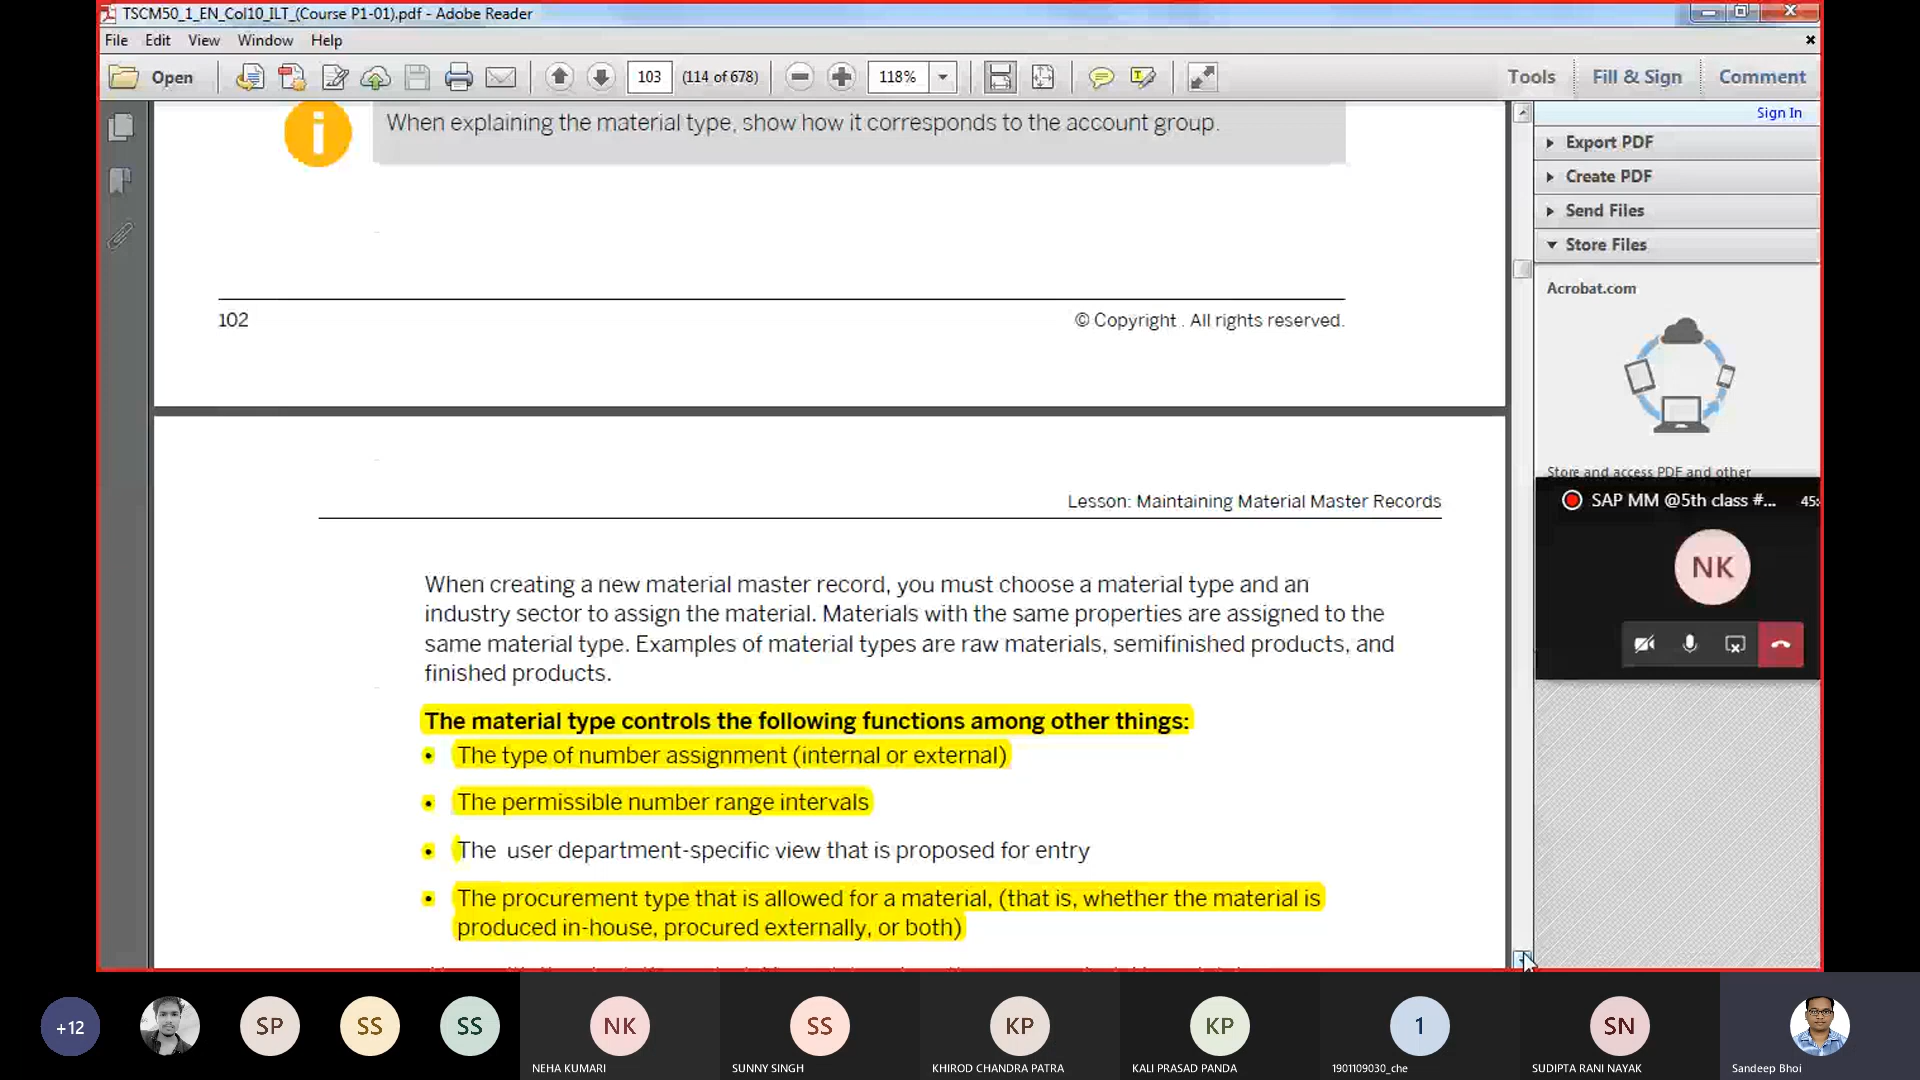 TSCM50_1_EN_Col10_ILT_(Course P1-01).pdf - Adobe Reader
File Edit View Window Help
Open 103 (114 of 678) 118% Tools Fill & Sign Comment
Sign In
Export PDF
Create PDF
Send Files
Store Files
Acrobat.com
Store and access PDF and other
When explaining the material type, show how it corresponds to the account group.
102 © Copyright . All rights reserved.
Lesson: Maintaining Material Master Records
When creating a new material master record, you must choose a material type and an
industry sector to assign the material. Materials with the same properties are assigned to the
same material type. Examples of material types are raw materials, semifinished products, and
finished products.
The material type controls the following functions among other things:
• The type of number assignment (internal or external)
• The permissible number range intervals
• The user department-specific view that is proposed for entry
• The procurement type that is allowed for a material, (that is, whether the material is
produced in-house, procured externally, or both)
SAP MM @5th class #... 45:
NK
+12 SP SS SS NK SS KP KP 1 SN
NEHA KUMARI SUNNY SINGH KHIROD CHANDRA PATRA KALI PRASAD PANDA 1901109030_che SUDIPTA RANI NAYAK Sandeep Bhoi